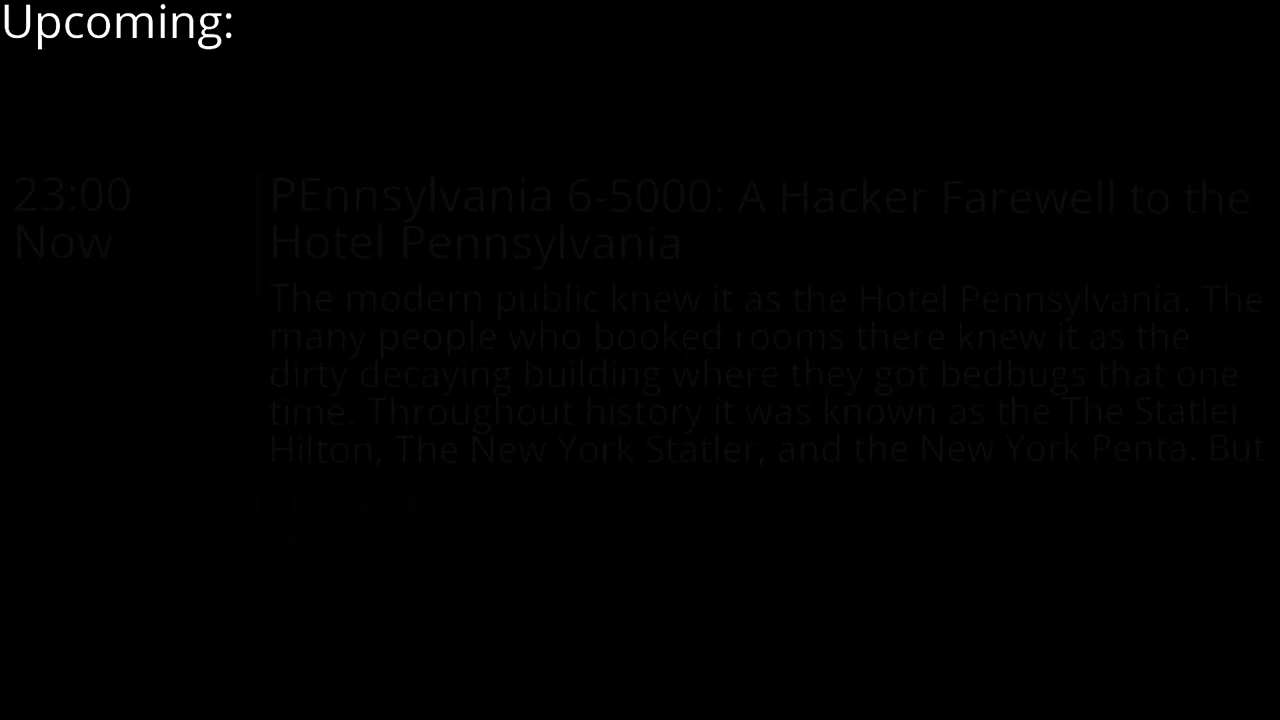 Upcoming:
23:00
Now
PEnnsylvania 6-5000: A Hacker Farewell to the
Hotel Pennsylvania
The modern public knew it as the Hotel Pennsylvania. The
many people who booked rooms there knew it as the
dirty decaying building where they got bedbugs that one
time. Throughout history it was known as the The Statler
Hilton, The New York Statler, and the New York Penta. But